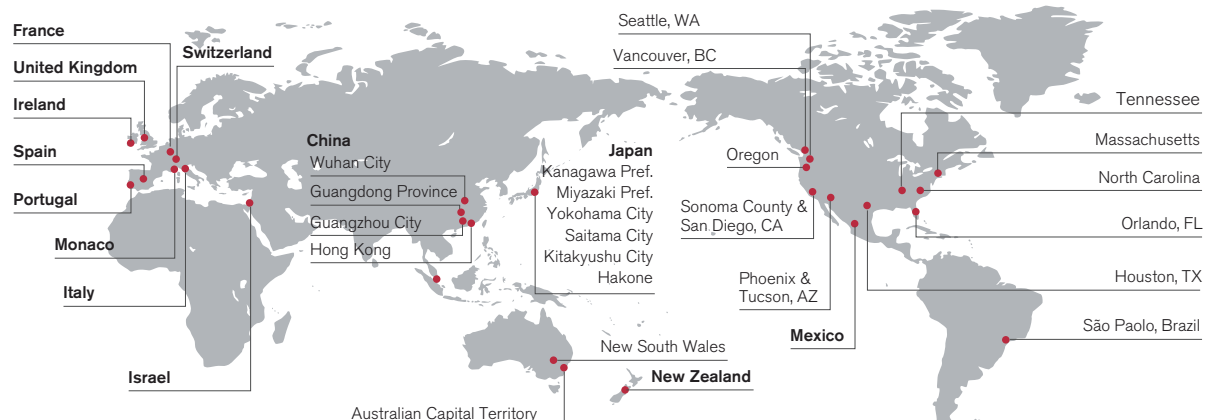 France
Switzerland
United Kingdom
Ireland
Spain
Portugal
Monaco
Italy
Israel
China
Wuhan City
Guangdong Province
Guangzhou City
Hong Kong
Japan
Kanagawa Pref.
Miyazaki Pref.
Yokohama City
Saitama City
Kitakyushu City
Hakone
New South Wales
New Zealand
Australian Capital Territory
Seattle, WA
Vancouver, BC
Oregon
Sonoma County &
San Diego, CA
Phoenix &
Tucson, AZ
Mexico
Tennessee
Massachusetts
North Carolina
Orlando, FL
Houston, TX
São Paolo, Brazil